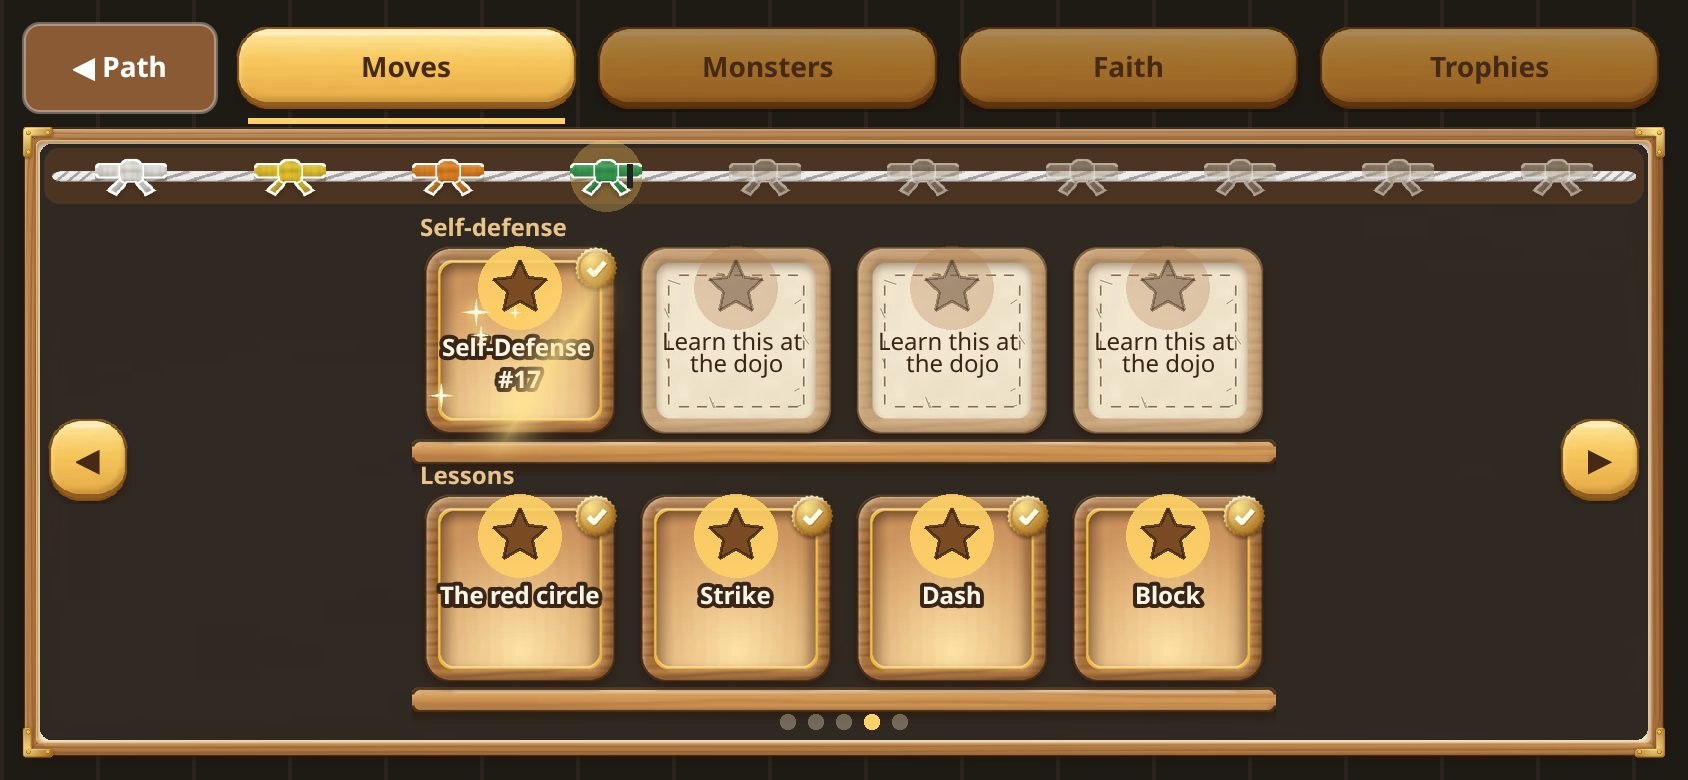 ◀ Path
Moves
Monsters
Faith
Trophies
Self-defense
Self-Defense
#17
Learn this at
the dojo
Learn this at
the dojo
Learn this at
the dojo
Lessons
The red circle
Strike
Dash
Block